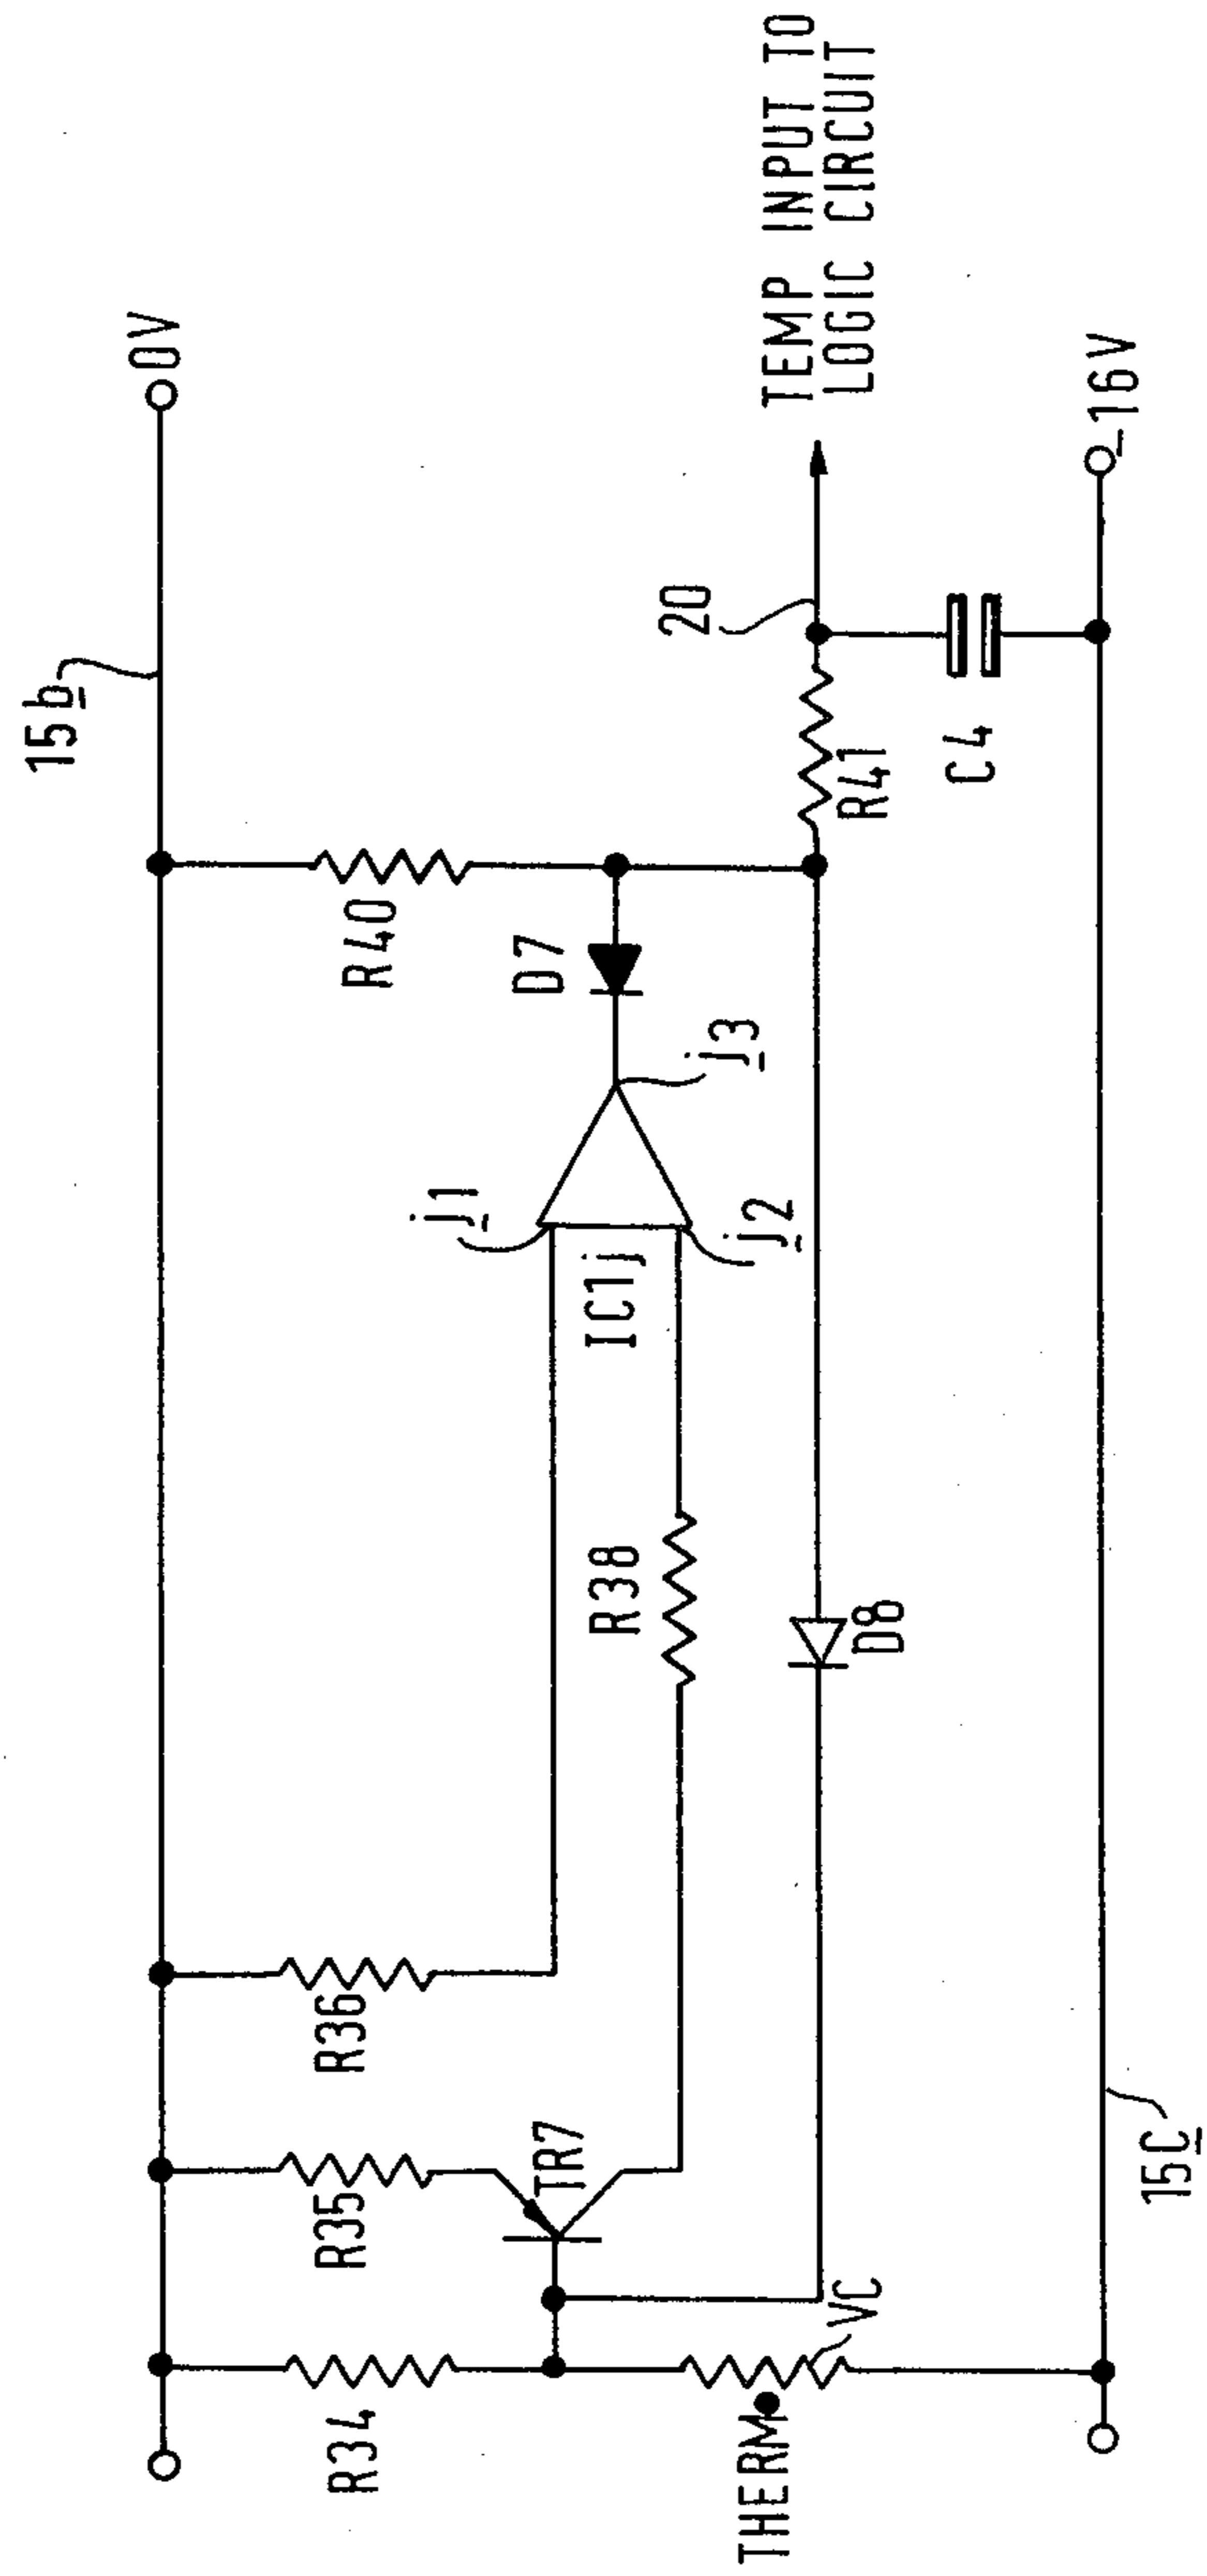 15b
0V
R34
R35
R36
R40
TR7
j1
IC1j
j2
j3
D7
R38
D8
20
R41
TEMP INPUT TO
LOGIC CIRCUIT
THERM
VC
C4
15C
-16V